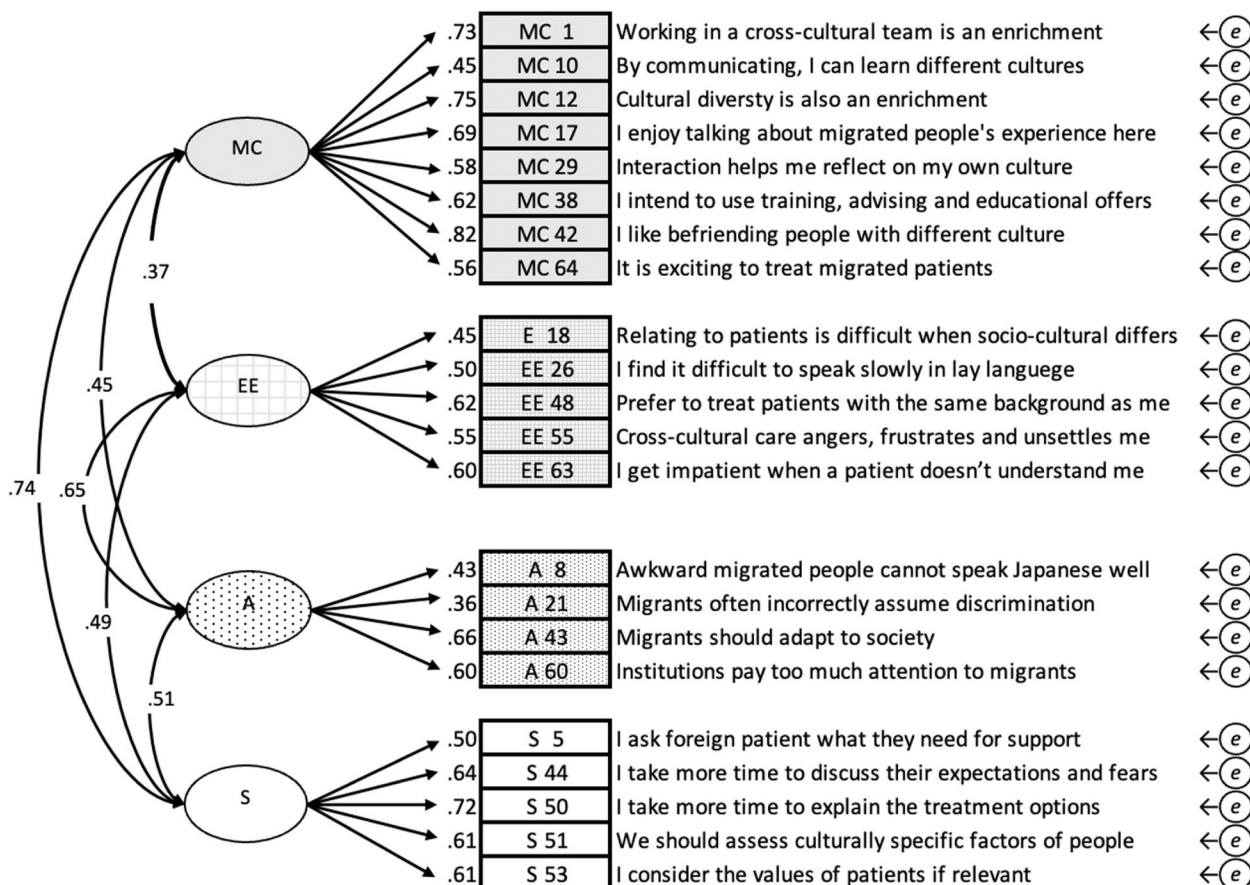 .73 MC 1 Working in a cross-cultural team is an enrichment ←e
.45 MC 10 By communicating, I can learn different cultures ←e
.75 MC 12 Cultural diversty is also an enrichment ←e
.69 MC 17 I enjoy talking about migrated people's experience here ←e
MC
.58 MC 29 Interaction helps me reflect on my own culture ←e
.62 MC 38 I intend to use training, advising and educational offers ←e
.82 MC 42 I like befriending people with different culture ←e
.56 MC 64 It is exciting to treat migrated patients ←e
.37
.45 E 18 Relating to patients is difficult when socio-cultural differs ←e
.50 EE 26 I find it difficult to speak slowly in lay languege ←e
.45
EE
.62 EE 48 Prefer to treat patients with the same background as me ←e
.55 EE 55 Cross-cultural care angers, frustrates and unsettles me ←e
.60 EE 63 I get impatient when a patient doesn’t understand me ←e
.74
.65
.43 A 8 Awkward migrated people cannot speak Japanese well ←e
.36 A 21 Migrants often incorrectly assume discrimination ←e
A
.49
.66 A 43 Migrants should adapt to society ←e
.60 A 60 Institutions pay too much attention to migrants ←e
.51
.50 S 5 I ask foreign patient what they need for support ←e
.64 S 44 I take more time to discuss their expectations and fears ←e
S
.72 S 50 I take more time to explain the treatment options ←e
.61 S 51 We should assess culturally specific factors of people ←e
.61 S 53 I consider the values of patients if relevant ←e